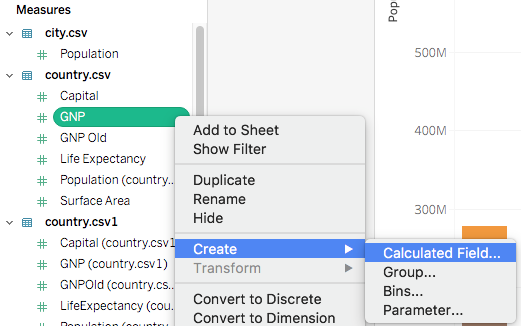 Measures
city.csv
Population
country.csv
Capital
GNP
GNP Old
Life Expectancy
Population (country...
Surface Area
country.csv1
Capital (country.csv1)
GNP (country.csv1)
GNPOld (country.cs...
LifeExpectancy (cou...
Population (country
Add to Sheet
Show Filter
Duplicate
Rename
Hide
Create
Transform
Convert to Discrete
Convert to Dimension
Calculated Field...
Group...
Bins...
Parameter...
Pop
500M
400M
300M